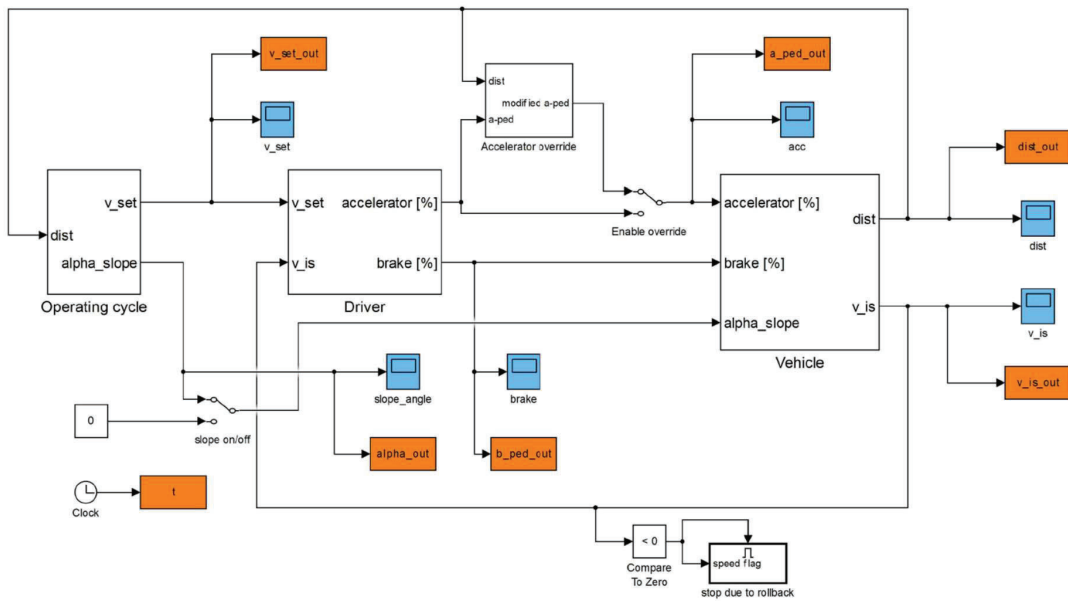 v_set_out
a_ped_out
dist
modified a-ped
a-ped
Accelerator override
v_set
acc
dist_out
v_set
dist
alpha_slope
Operating cycle
v_set
accelerator [%]
v_is
brake [%]
Driver
Enable override
accelerator [%]
dist
brake [%]
v_is
alpha_slope
Vehicle
dist
v_is
v_is_out
slope_angle
brake
0
slope on/off
alpha_out
b_ped_out
t
Clock
< 0
Compare
To Zero
speed flag
stop due to rollback